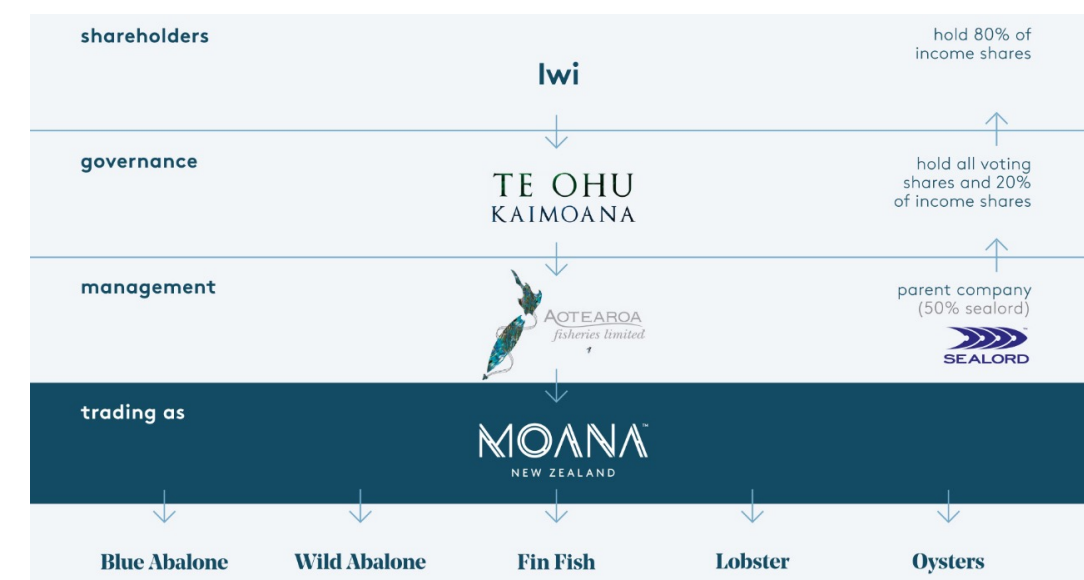 shareholders
Iwi
hold 80% of
income shares
governance
TE OHU
KAIMOANA
hold all voting
shares and 20%
of income shares
management
AOTEAROA
fisheries limited
1
parent company
(50% sealord)
SEALORD
trading as
MOANA™
NEW ZEALAND
Blue Abalone
Wild Abalone
Fin Fish
Lobster
Oysters